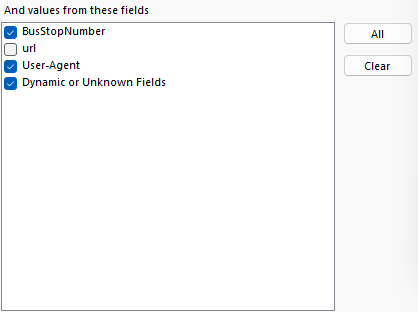 And values from these fields
All
BusStopNumber
url
User-Agent
Clear
Dynamic or Unknown Fields